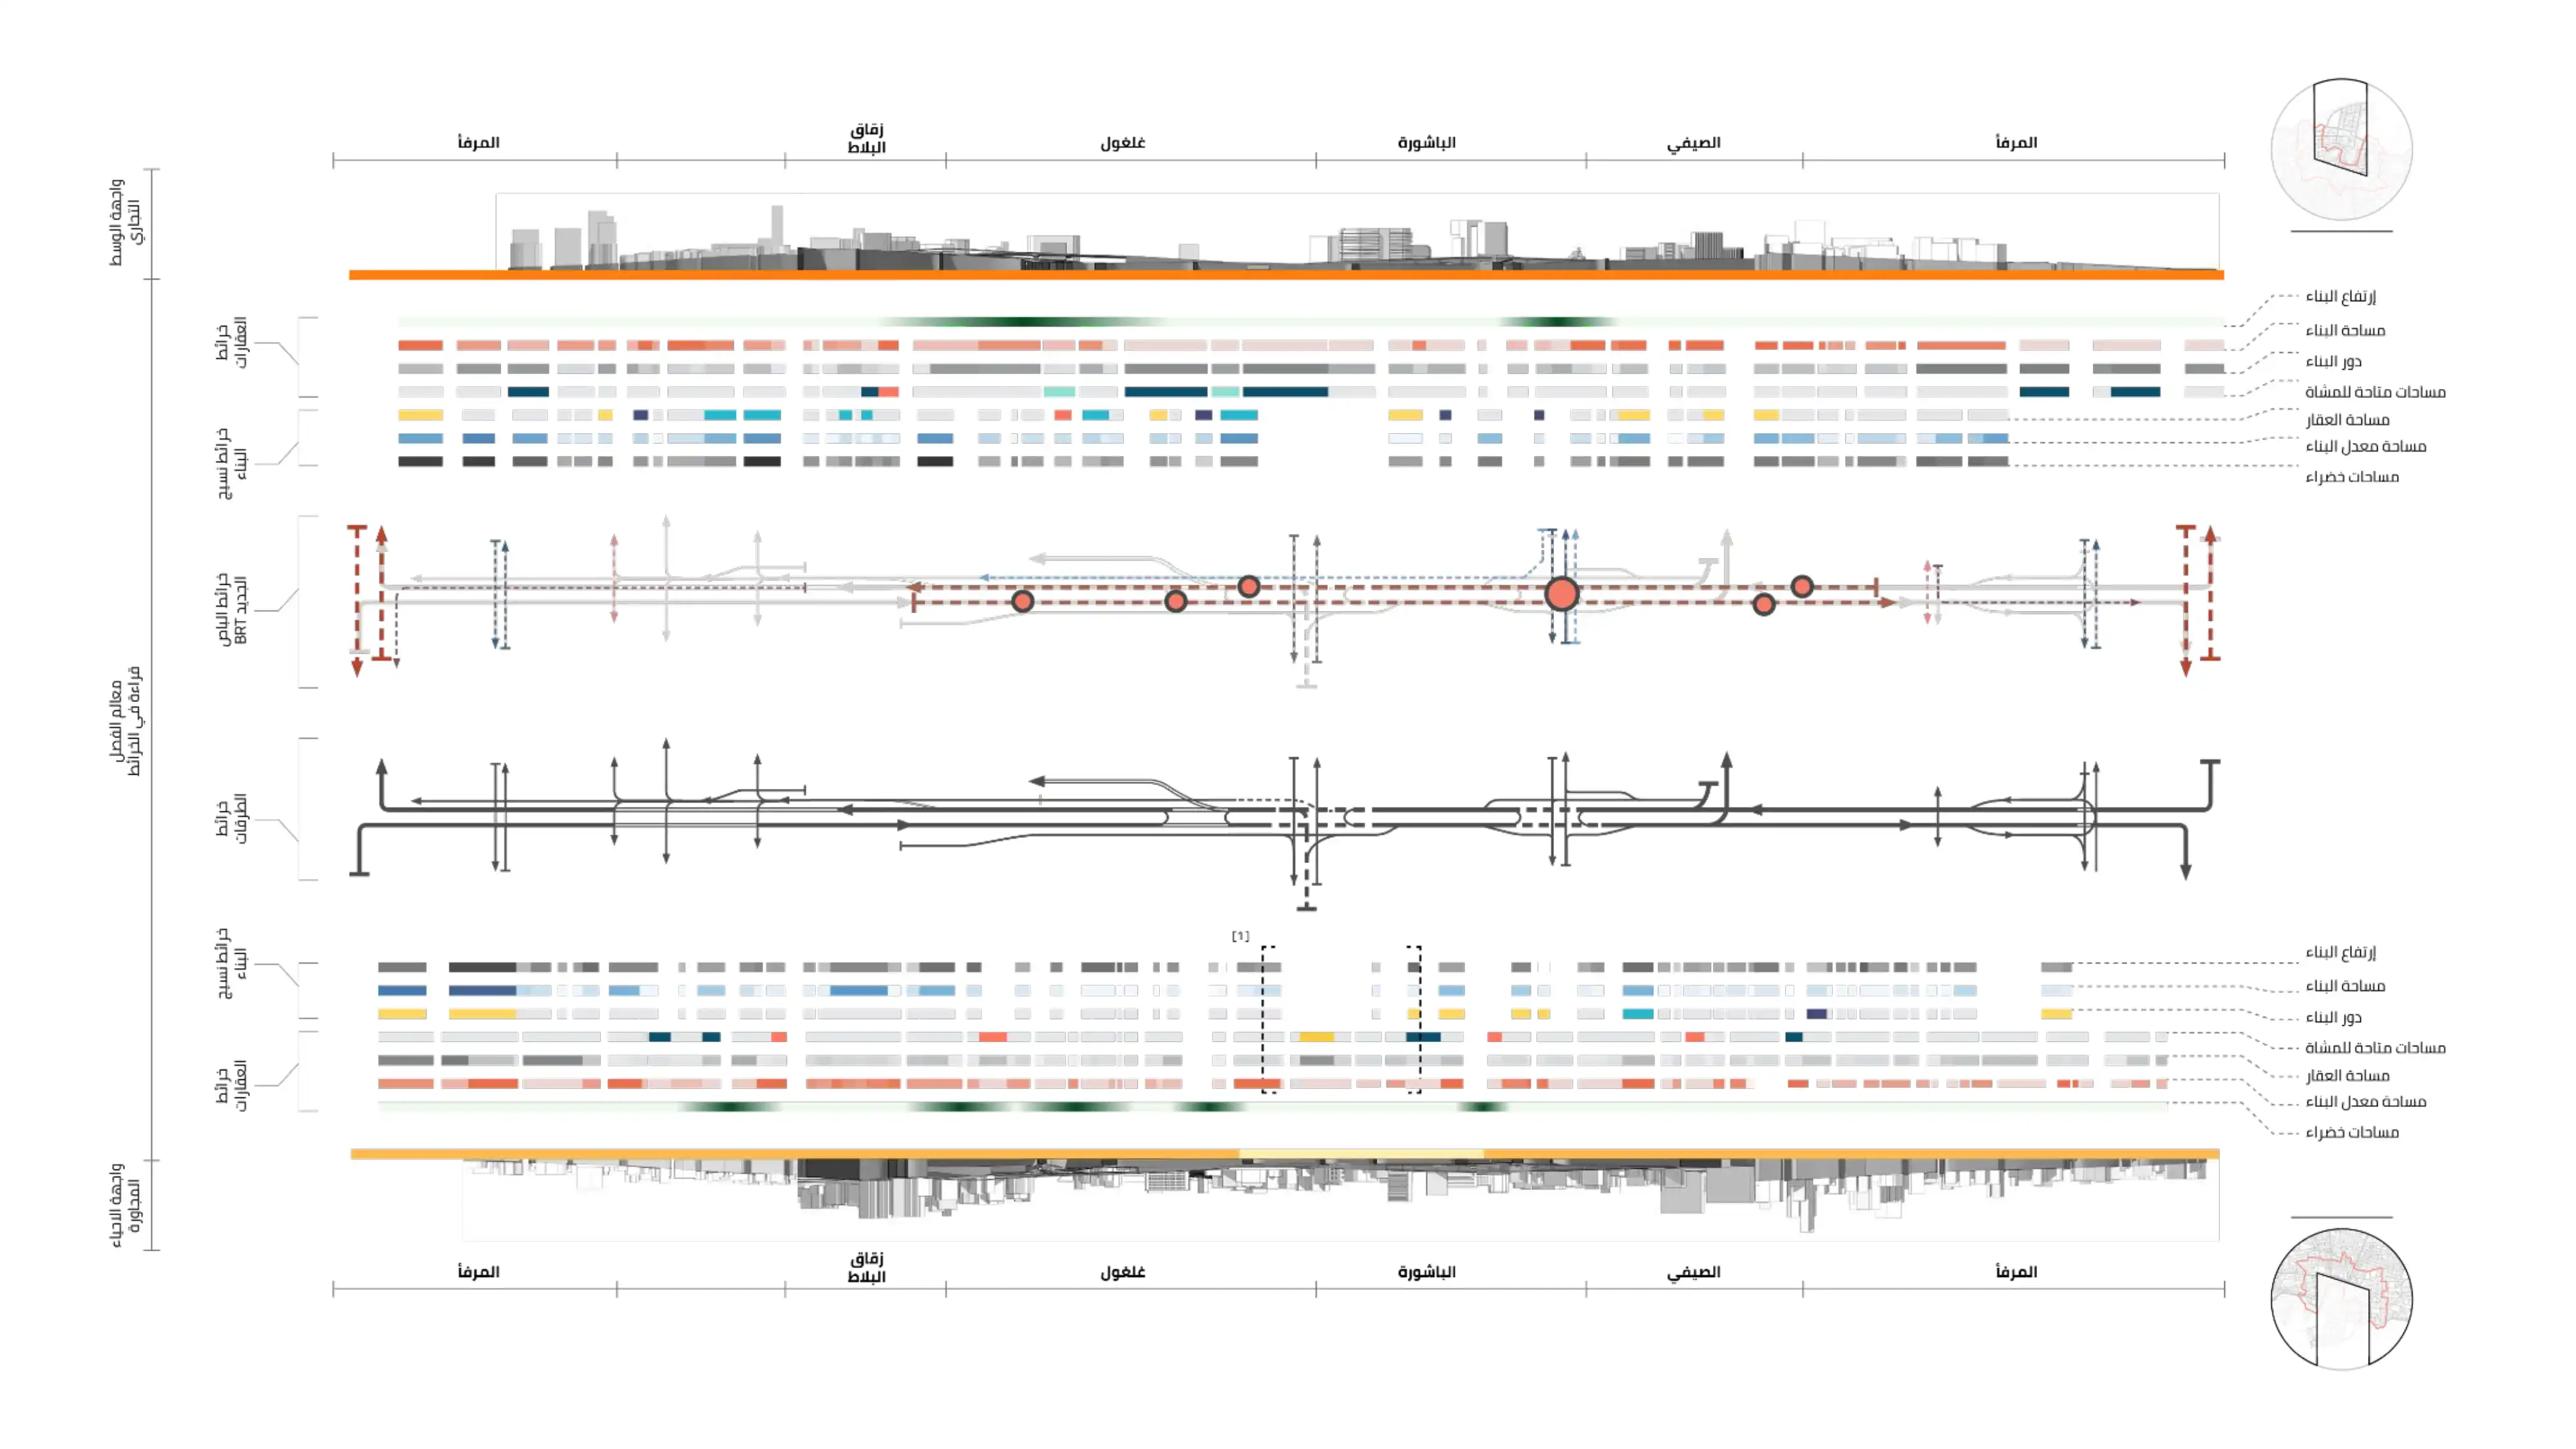 المرفأ
الصيفي
الباشورة
غلغول
زقاق
البلاط
المرفأ
واجهة الوسط
التجاري
إرتفاع البناء
مساحة البناء
دور البناء
مساحات متاحة للمشاة
مساحة العقار
مساحة معدل البناء
مساحات خضراء
خرائط
العقارات
خرائط نسيج
البناء
خرائط الباص
الجديد BRT
معالم الفصل
قراءة في الخرائط
خرائط
الطرقات
[1]
خرائط نسيج
البناء
خرائط
العقارات
إرتفاع البناء
مساحة البناء
دور البناء
مساحات متاحة للمشاة
مساحة العقار
مساحة معدل البناء
مساحات خضراء
واجهة الاحياء
المجاورة
المرفأ
الصيفي
الباشورة
غلغول
زقاق
البلاط
المرفأ